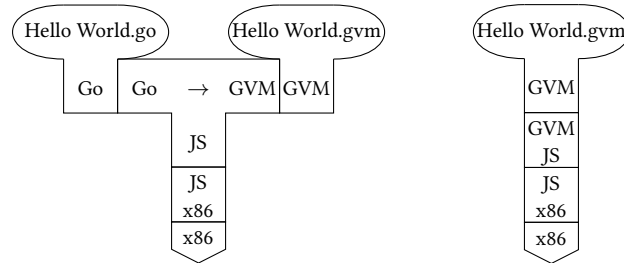 Hello World.go Hello World.gvm Hello World.gvm
Go Go → GVM GVM GVM
JS GVM
JS
JS JS
x86 x86
x86 x86